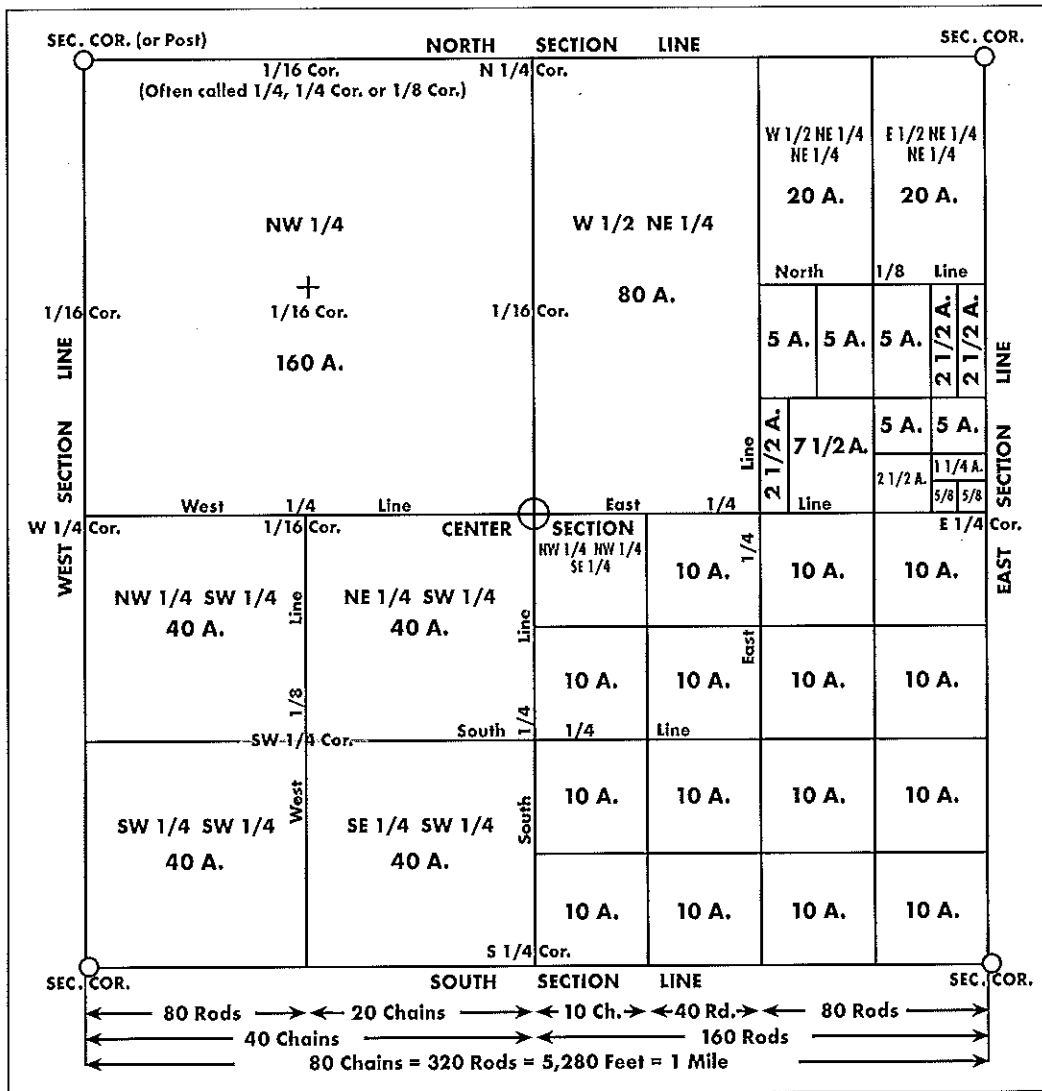 SEC. COR. (or Post)
NORTH SECTION LINE
SEC. COR.
1/16 Cor.
N 1/4 Cor.
(Often called 1/4, 1/4 Cor. or 1/8 Cor.)
W 1/2 NE 1/4
NE 1/4
20 A.
E 1/2 NE 1/4
NE 1/4
20 A.
NW 1/4
W 1/2 NE 1/4
North 1/8 Line
80 A.
1/16 Cor.
1/16 Cor.
1/16 Cor.
160 A.
5 A.
5 A.
5 A.
2 1/2 A.
2 1/2 A.
WEST SECTION LINE
EAST SECTION LINE
5 A.
5 A.
2 1/2 A.
7 1/2 A.
2 1/2 A.
1 1/4 A.
5/8
5/8
West 1/4 Line
East 1/4 Line
W 1/4 Cor.
1/16 Cor.
CENTER SECTION
E 1/4 Cor.
NW 1/4 NW 1/4
SE 1/4
10 A.
10 A.
10 A.
East 1/4 Line
NW 1/4 SW 1/4
40 A.
NE 1/4 SW 1/4
40 A.
West 1/8 Line
South 1/4 Line
10 A.
10 A.
10 A.
10 A.
South 1/4 Line
SW 1/4 Cor.
10 A.
10 A.
10 A.
10 A.
SW 1/4 SW 1/4
40 A.
SE 1/4 SW 1/4
40 A.
10 A.
10 A.
10 A.
10 A.
S 1/4 Cor.
SEC. COR.
SOUTH SECTION LINE
SEC. COR.
80 Rods
20 Chains
10 Ch.
40 Rd.
80 Rods
40 Chains
160 Rods
80 Chains = 320 Rods = 5,280 Feet = 1 Mile